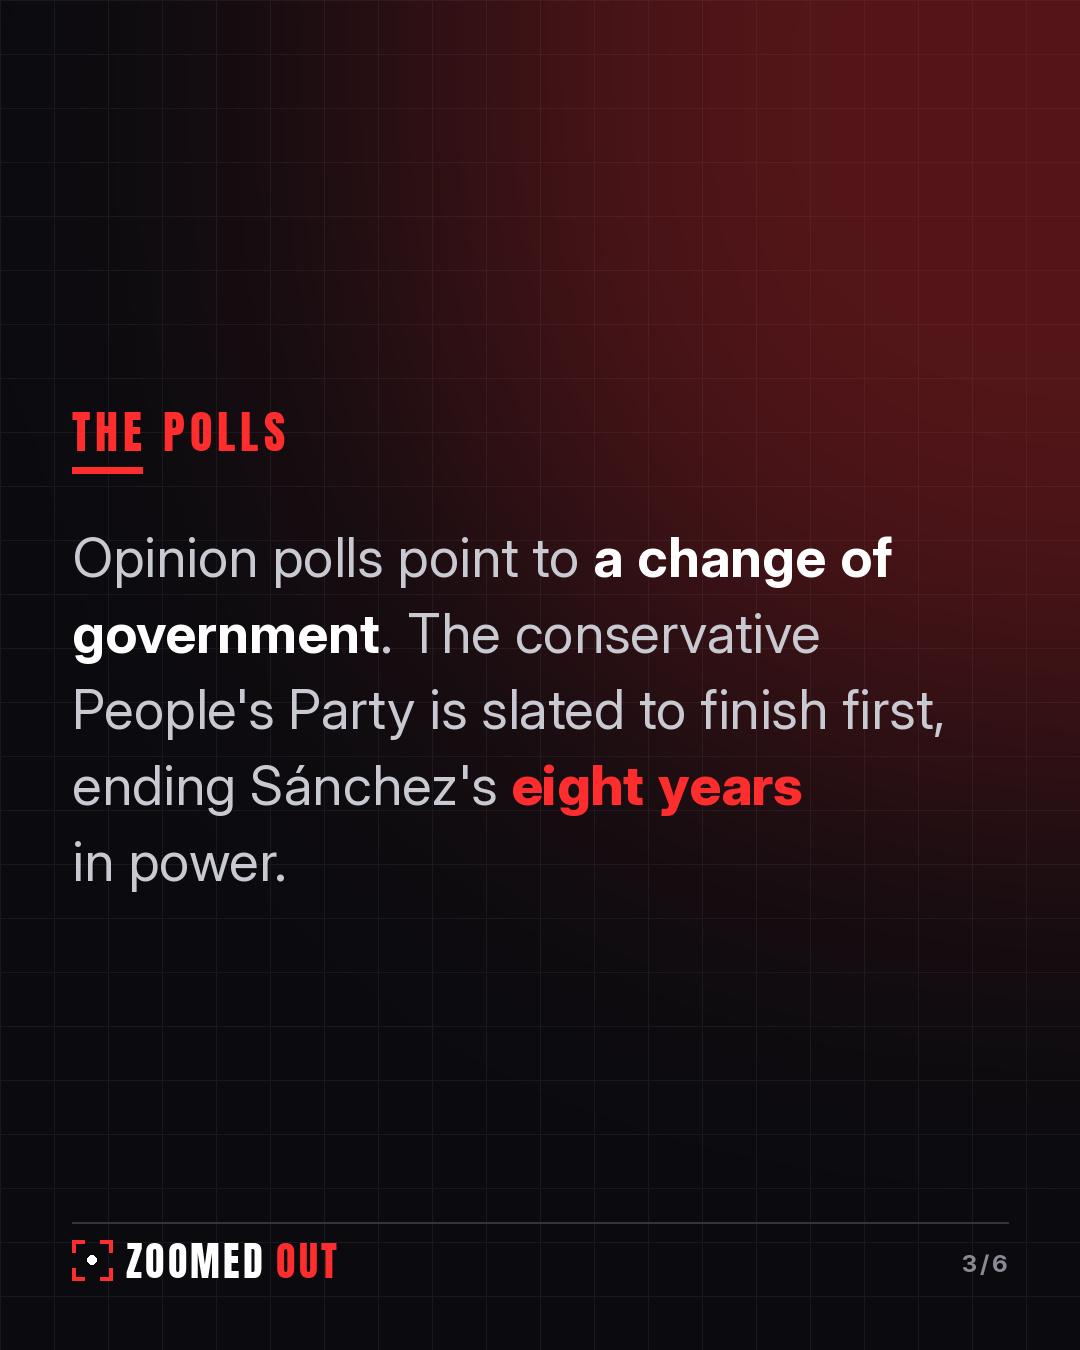 THE POLLS
Opinion polls point to a change of
government. The conservative
People's Party is slated to finish first,
ending Sánchez's eight years
in power.
ZOOMED OUT
3/6